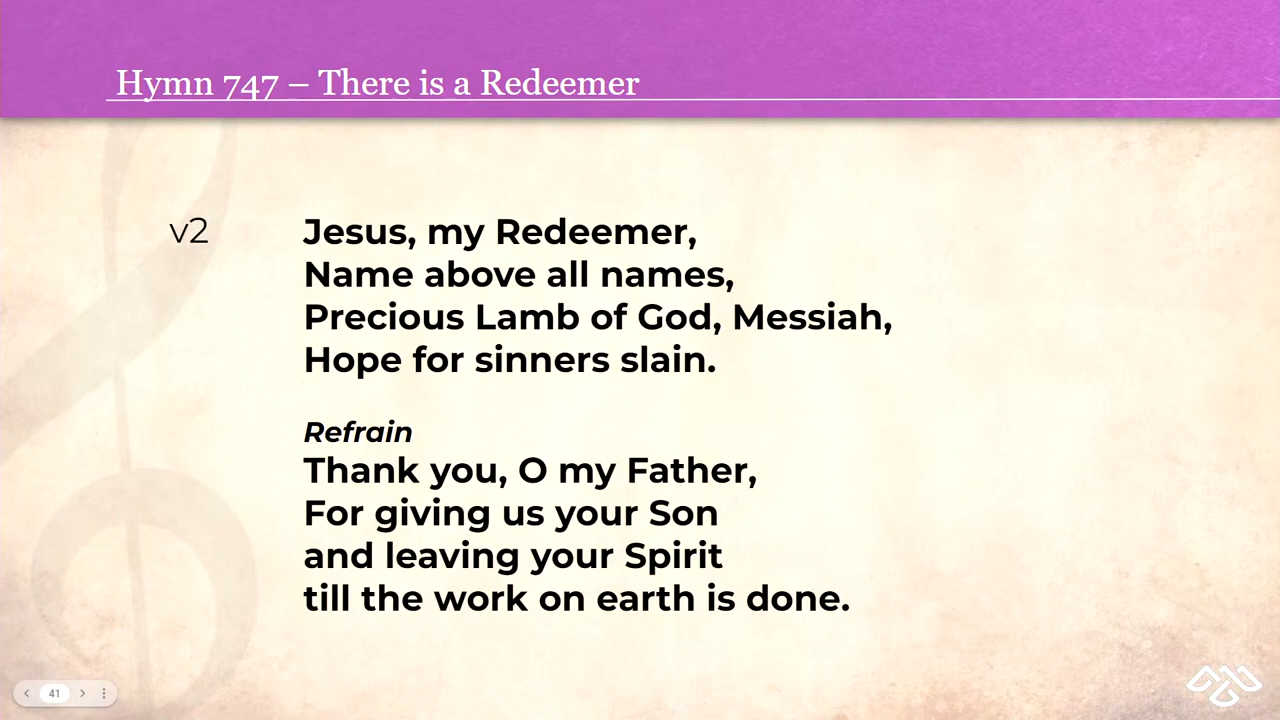 Hymn 747 – There is a Redeemer
v2
Jesus, my Redeemer,
Name above all names,
Precious Lamb of God, Messiah,
Hope for sinners slain.
Refrain
Thank you, O my Father,
For giving us your Son
and leaving your Spirit
till the work on earth is done.
41